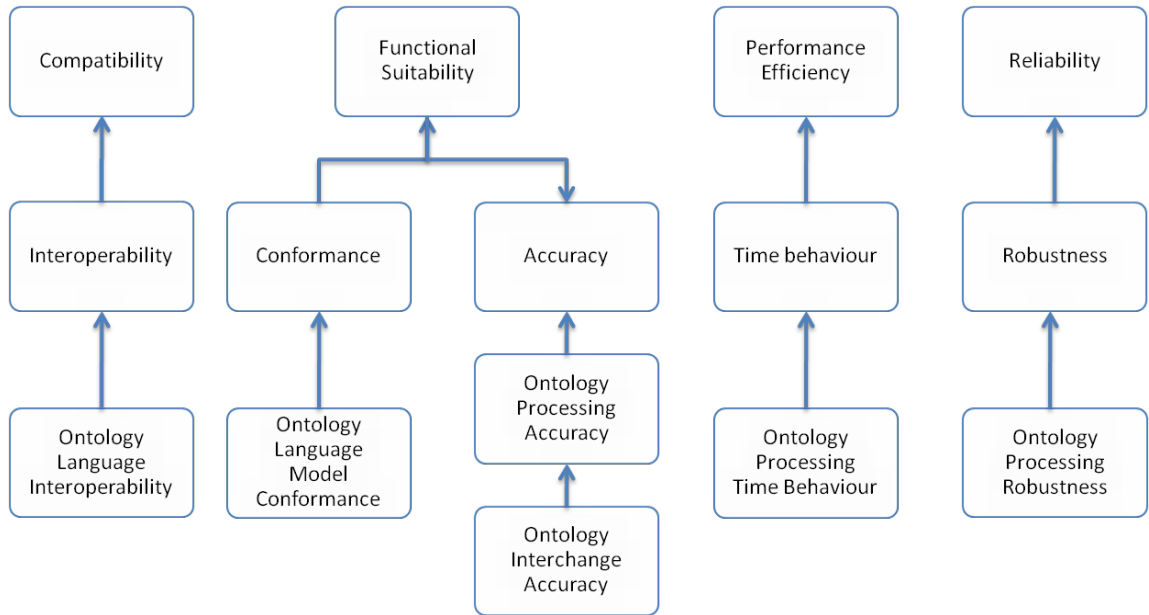 Compatibility
Functional
Suitability
Performance
Efficiency
Reliability
Interoperability
Conformance
Accuracy
Time behaviour
Robustness
Ontology
Language
Interoperability
Ontology
Language
Model
Conformance
Ontology
Processing
Accuracy
Ontology
Processing
Time Behaviour
Ontology
Processing
Robustness
Ontology
Interchange
Accuracy